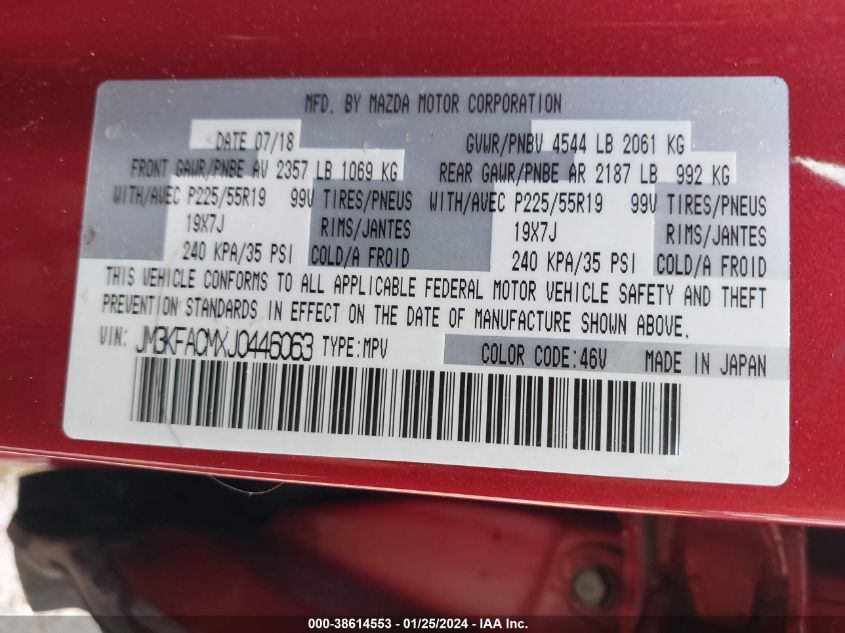 MFD. BY MAZDA MOTOR CORPORATION
DATE 07/18 GVWR/PNBV 4544 LB 2061 KG
FRONT GAWR/PNBE AV 2357 LB 1069 KG REAR GAWR/PNBE AR 2187 LB 992 KG
WITH/AVEC P225/55R19 99V TIRES/PNEUS WITH/AVEC P225/55R19 99V TIRES/PNEUS
19X7J RIMS/JANTES 19X7J RIMS/JANTES
240 KPA/35 PSI COLD/A FROID 240 KPA/35 PSI COLD/A FROID
THIS VEHICLE CONFORMS TO ALL APPLICABLE FEDERAL MOTOR VEHICLE SAFETY AND THEFT
PREVENTION STANDARDS IN EFFECT ON THE DATE OF MANUFACTURE SHOWN ABOVE.
VIN: JM3KFACMXJ0446063 TYPE:MPV COLOR CODE:46V MADE IN JAPAN
000-38614553 — 01/25/2024 — IAA Inc.